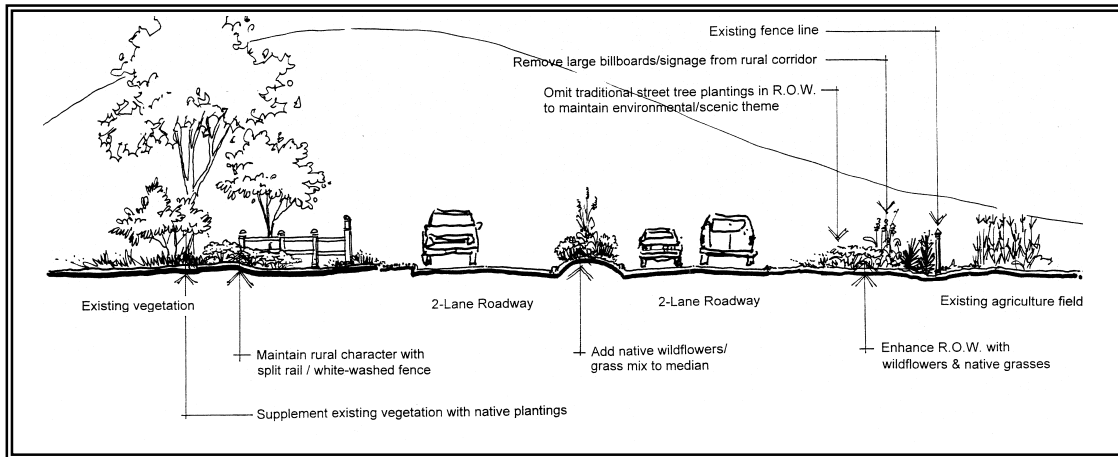 Existing fence line
Remove large billboards/signage from rural corridor
Omit traditional street tree plantings in R.O.W.
to maintain environmental/scenic theme
Existing vegetation
2-Lane Roadway
2-Lane Roadway
Existing agriculture field
Maintain rural character with
split rail / white-washed fence
Add native wildflowers/
grass mix to median
Enhance R.O.W. with
wildflowers & native grasses
Supplement existing vegetation with native plantings